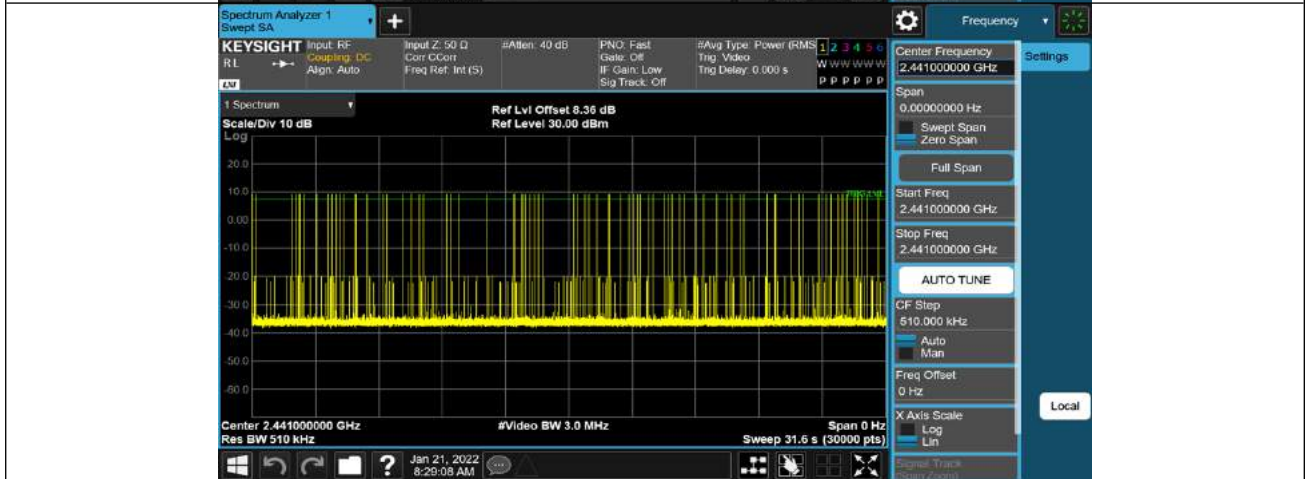 Spectrum Analyzer 1
Swept SA
+
Frequency
KEYSIGHT
RL
LXI
Input: RF
Coupling: DC
Align: Auto
Input Z: 50 Ω
Corr CCorr
Freq Ref: Int (S)
#Atten: 40 dB
PNO: Fast
Gate: Off
IF Gain: Low
Sig Track: Off
#Avg Type: Power (RMS
Trig: Video
Trig Delay: 0.000 s
1 2 3 4 5 6
W W W W W W
P P P P P P
Center Frequency
2.441000000 GHz
Settings
Span
0.00000000 Hz
Swept Span
Zero Span
Full Span
Start Freq
2.441000000 GHz
Stop Freq
2.441000000 GHz
AUTO TUNE
CF Step
510.000 kHz
Auto
Man
Freq Offset
0 Hz
X Axis Scale
Log
Lin
Signal Track
(Span Zoom)
Local
1 Spectrum
Scale/Div 10 dB
Log
Ref Lvl Offset 8.36 dB
Ref Level 30.00 dBm
20.0
10.0
0.00
-10.0
-20.0
-30.0
-40.0
-50.0
-60.0
Center 2.441000000 GHz
Res BW 510 kHz
#Video BW 3.0 MHz
Span 0 Hz
Sweep 31.6 s (30000 pts)
?
Jan 21, 2022
8:29:08 AM